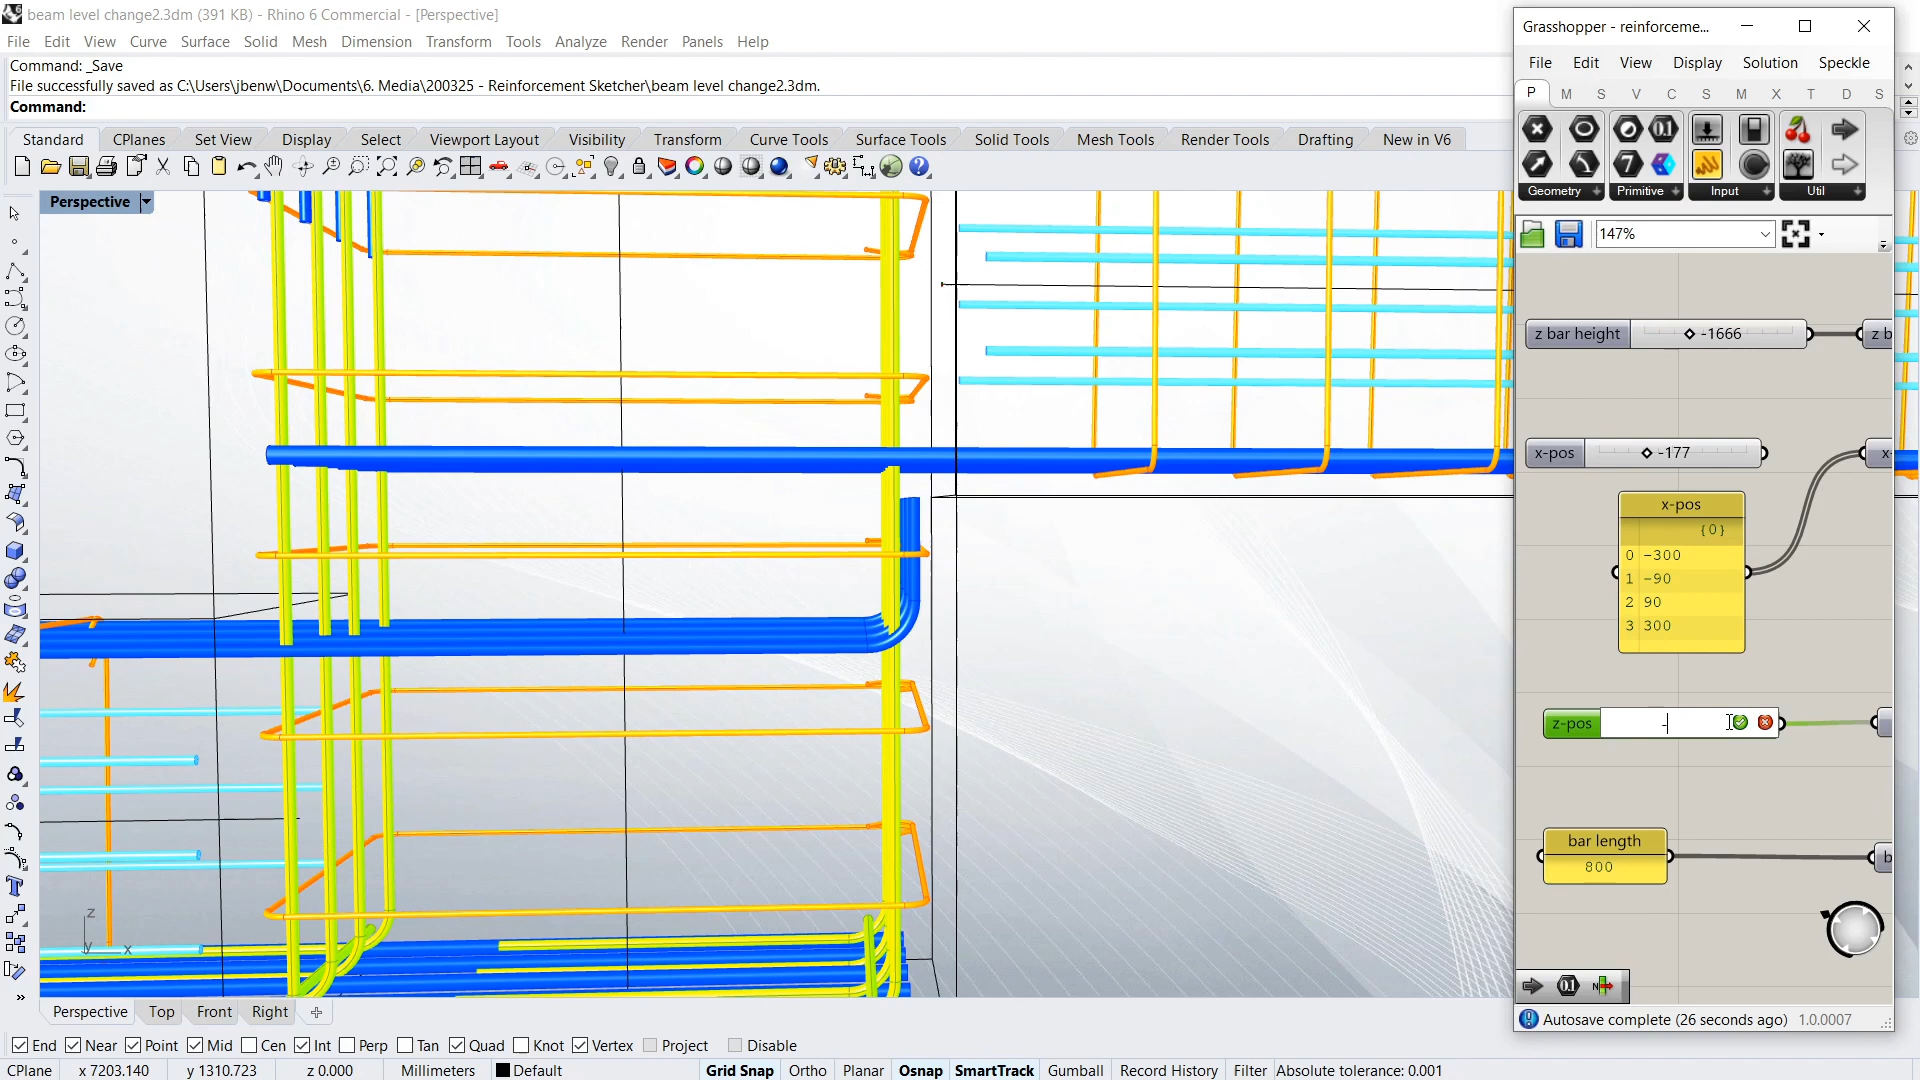 beam level change2.3dm (391 KB) - Rhino 6 Commercial - [Perspective]
File Edit View Curve Surface Solid Mesh Dimension Transform Tools Analyze Render Panels Help
Command: _Save
File successfully saved as C:\Users\jbenw\Documents\6. Media\200325 - Reinforcement Sketcher\beam level change2.3dm.
Command:
Standard CPlanes Set View Display Select Viewport Layout Visibility Transform Curve Tools Surface Tools Solid Tools Mesh Tools Render Tools Drafting New in V6
Perspective
z
y x
Perspective Top Front Right
End Near Point Mid Cen Int Perp Tan Quad Knot Vertex Project Disable
CPlane x 7203.140 y 1310.723 z 0.000 Millimeters Default Grid Snap Ortho Planar Osnap SmartTrack Gumball Record History Filter Absolute tolerance: 0.001
Grasshopper - reinforceme...
File Edit View Display Solution Speckle
P M S V C S M X T D S
Geometry Primitive Input Util
147%
z bar height -1666 z b
x-pos -177 x-
x-pos
{0}
0 -300
1 -90
2 90
3 300
z-pos -
bar length b
800
Autosave complete (26 seconds ago) 1.0.0007